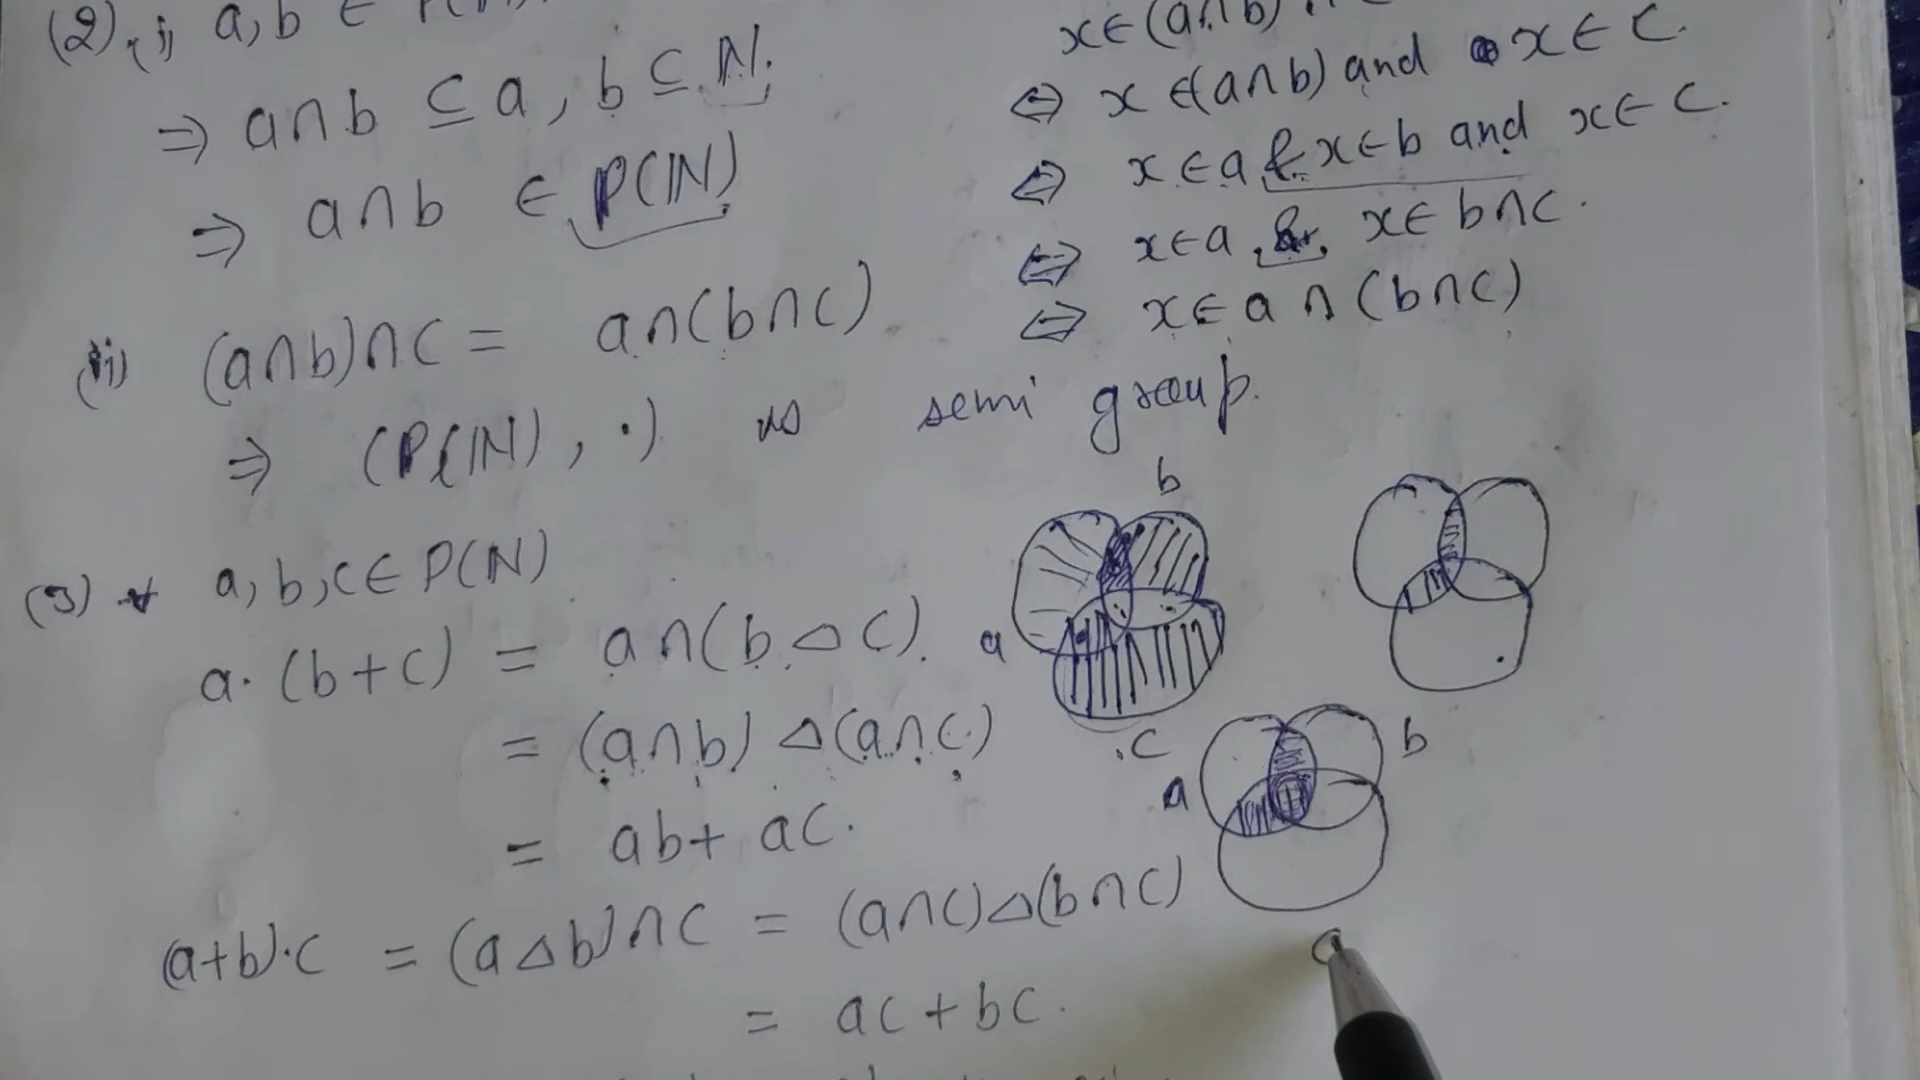 (2). (i) a, b ∈ P(N).
⇒ a∩b ⊆ a, b ⊆ N.
⇒ a∩b ∈ P(N)
(ii) (a∩b)∩c = a∩(b∩c)
⇒ (P(N), ·) is semi group.
x∈(a∩b)∩c
⇔ x∈(a∩b) and x∈c.
⇔ x∈a & x∈b and x∈c.
⇔ x∈a & x∈b∩c.
⇔ x∈a∩(b∩c)
(3) ∀ a, b, c∈P(N)
a·(b+c) = a∩(b△c).
= (a∩b)△(a∩c)
= ab+ac.
(a+b)·c = (a△b)∩c = (a∩c)△(b∩c)
= ac+bc.
b
a
c
a
b